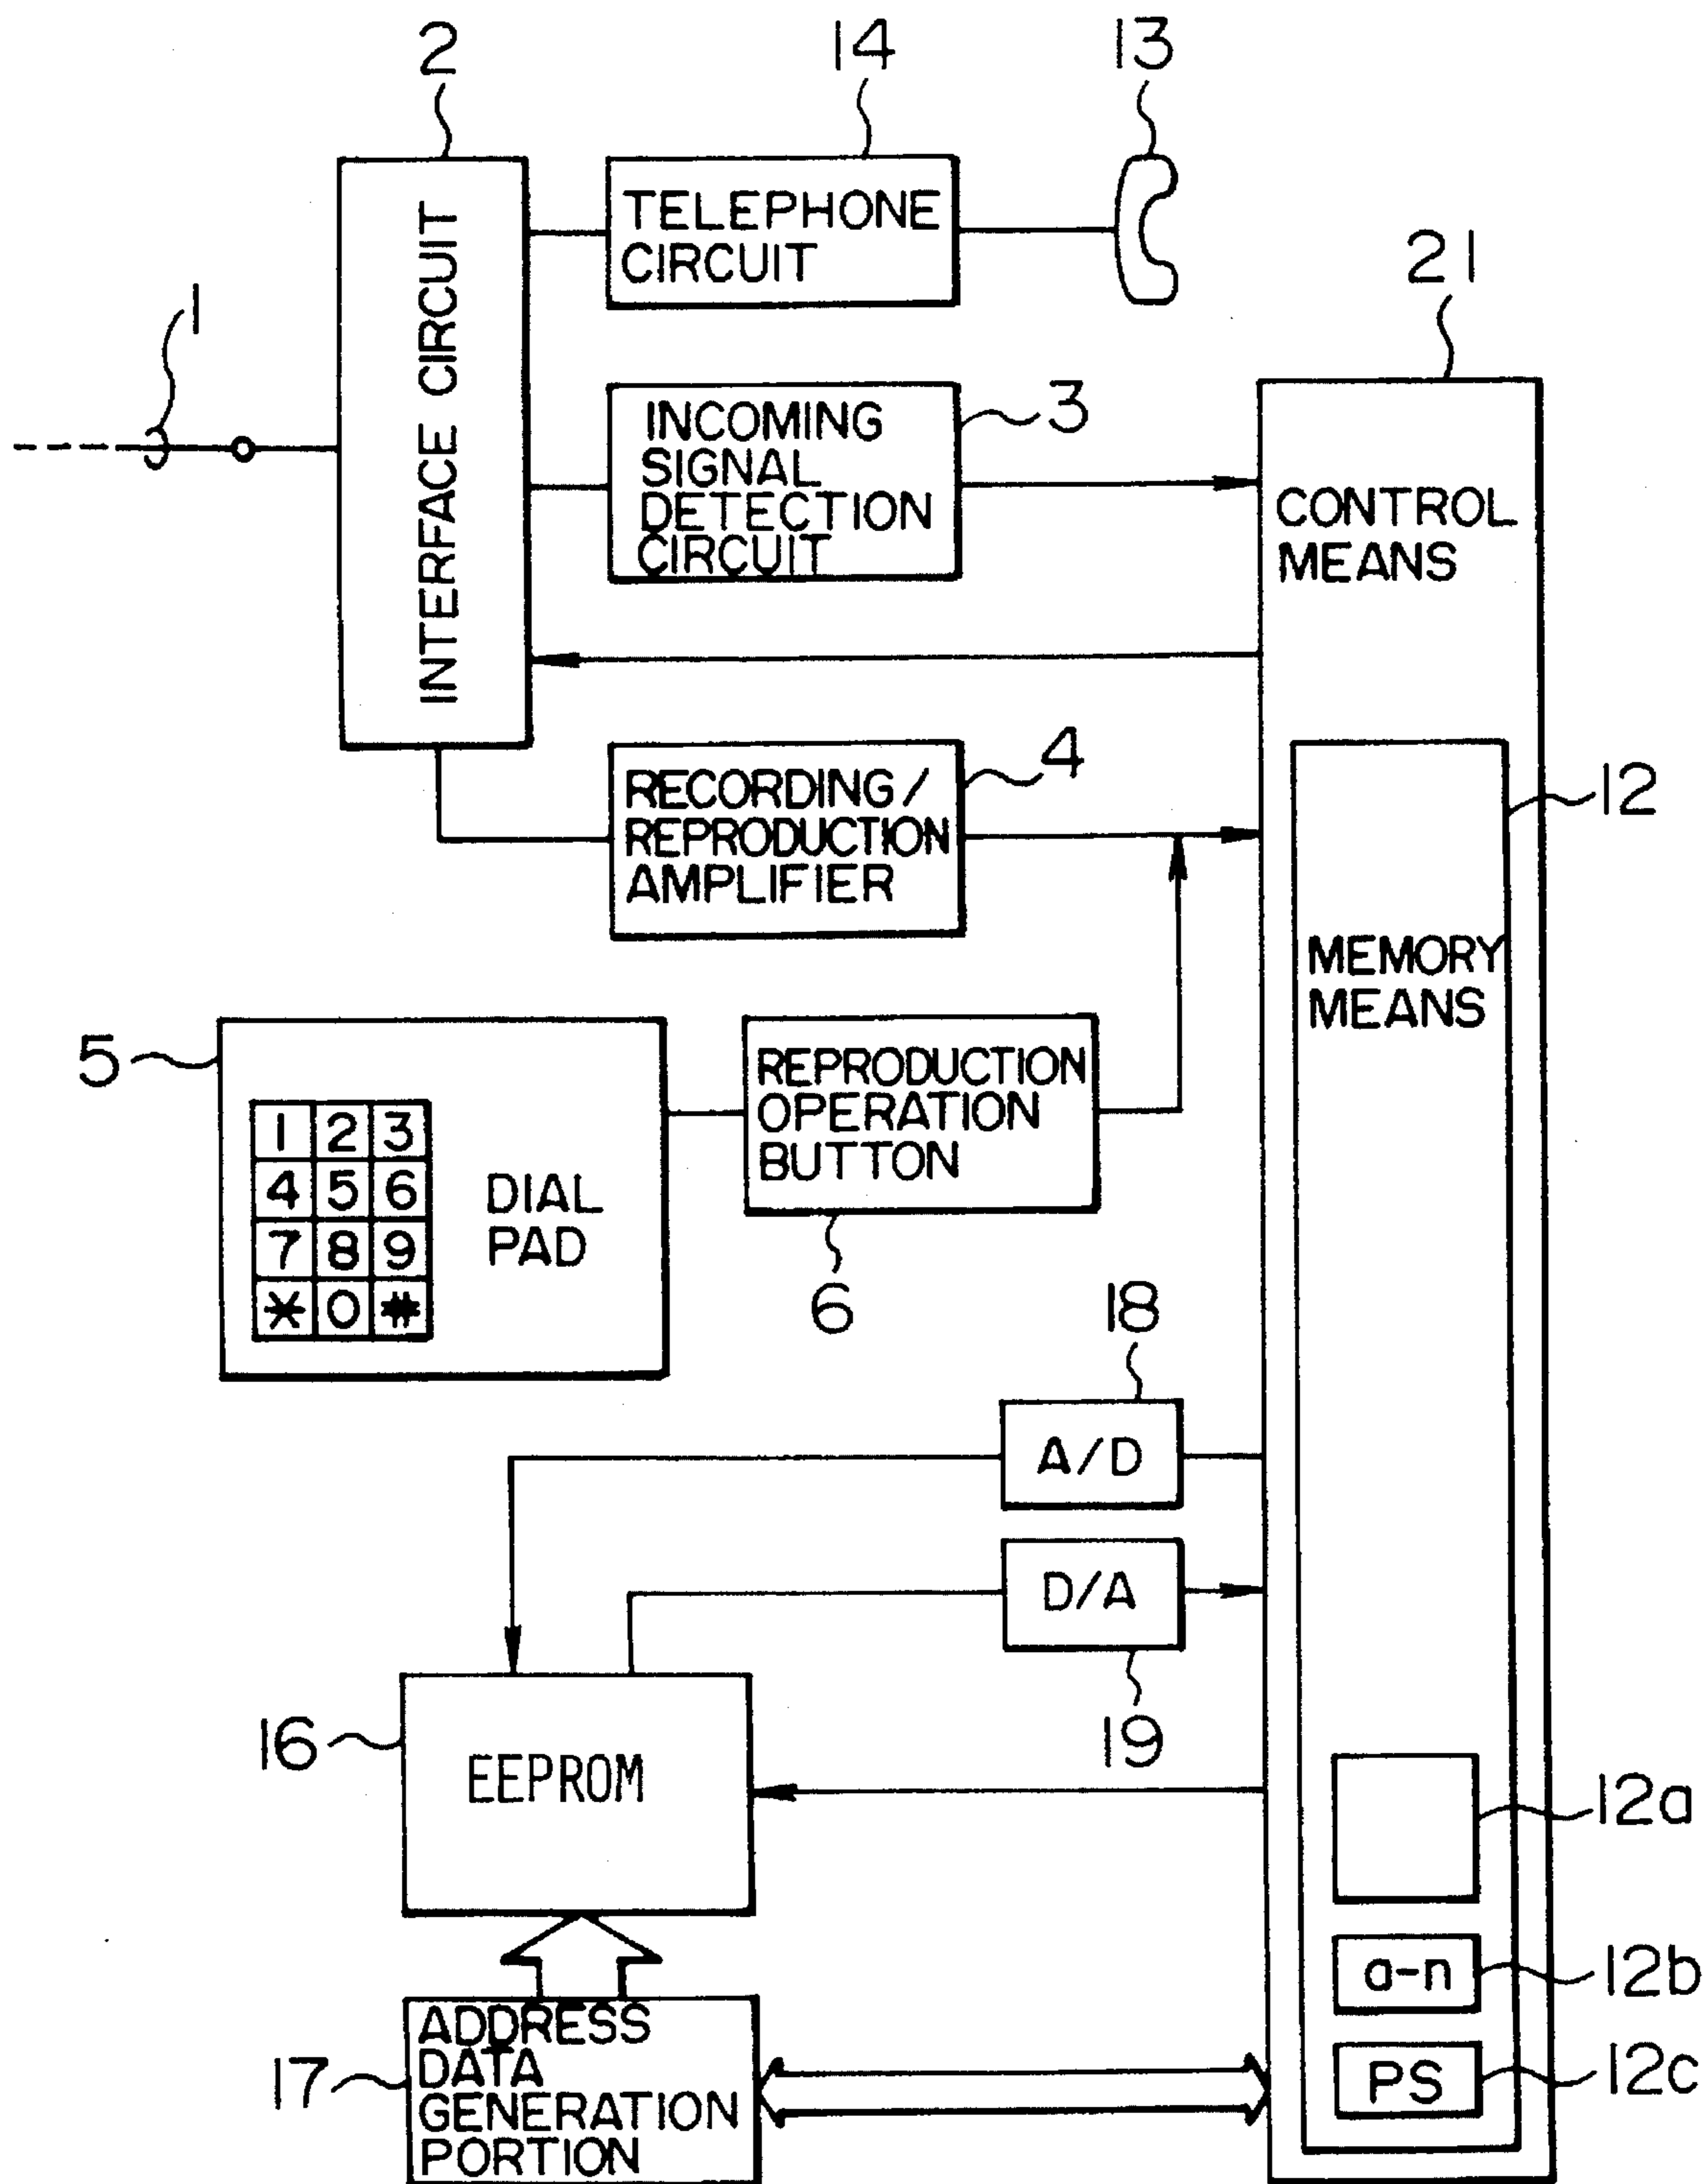 2
14
13
TELEPHONE
CIRCUIT
21
1
INTERFACE CIRCUIT
INCOMING
SIGNAL
DETECTION
CIRCUIT
3
CONTROL
MEANS
RECORDING/
REPRODUCTION
AMPLIFIER
4
12
MEMORY
MEANS
5
1 2 3
4 5 6
7 8 9
* 0 #
DIAL
PAD
REPRODUCTION
OPERATION
BUTTON
6
18
A/D
D/A
19
16
EEPROM
12a
a-n
12b
PS
12c
17
ADDRESS
DATA
GENERATION
PORTION